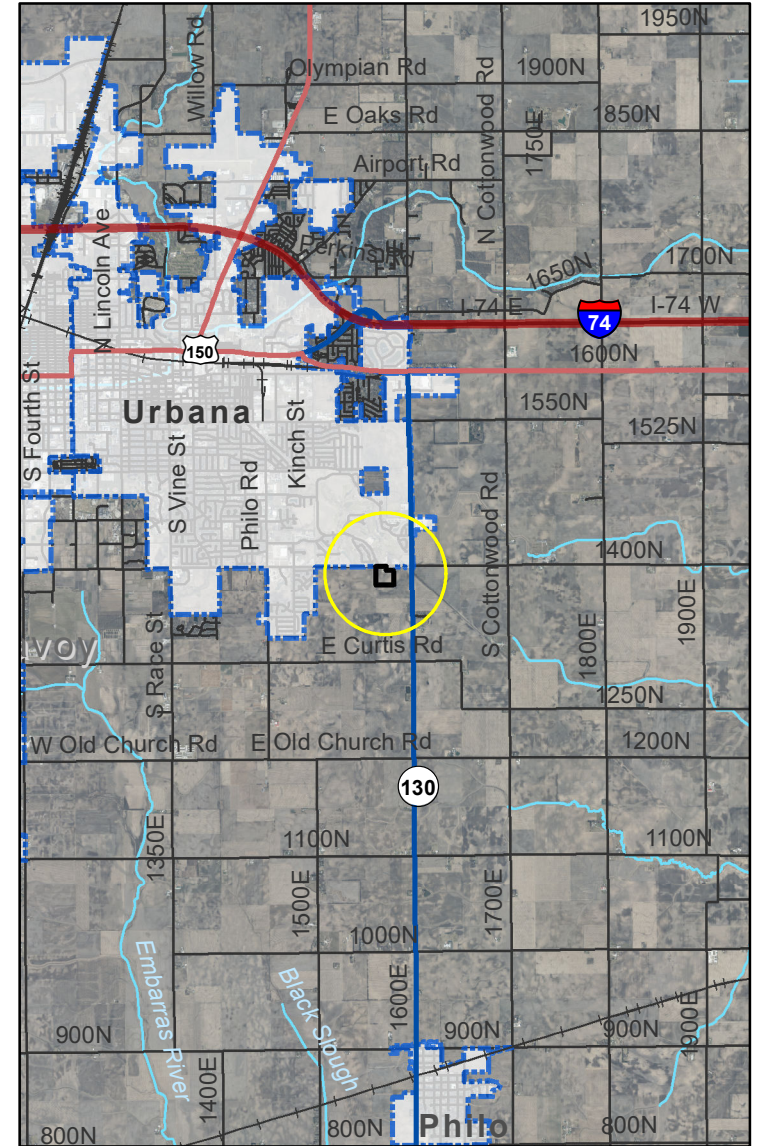 1950N
Willow Rd
Olympian Rd
N Cottonwood Rd
1900N
E Oaks Rd
1850N
1750E
Airport Rd
N Lincoln Ave
Perkins Rd
1650N
1700N
I-74 E
74
I-74 W
150
1600N
S Fourth St
Urbana
Kinch St
1550N
1525N
S Vine St
Philo Rd
S Cottonwood Rd
1400N
1900E
1800E
S Race St
voy
E Curtis Rd
1250N
W Old Church Rd
E Old Church Rd
1200N
130
1350E
1100N
1100N
1500E
1700E
1000N
Embarras River
Black Slough
1600E
900N
900N
900N
1900E
1400E
800N
800N
Philo
800N